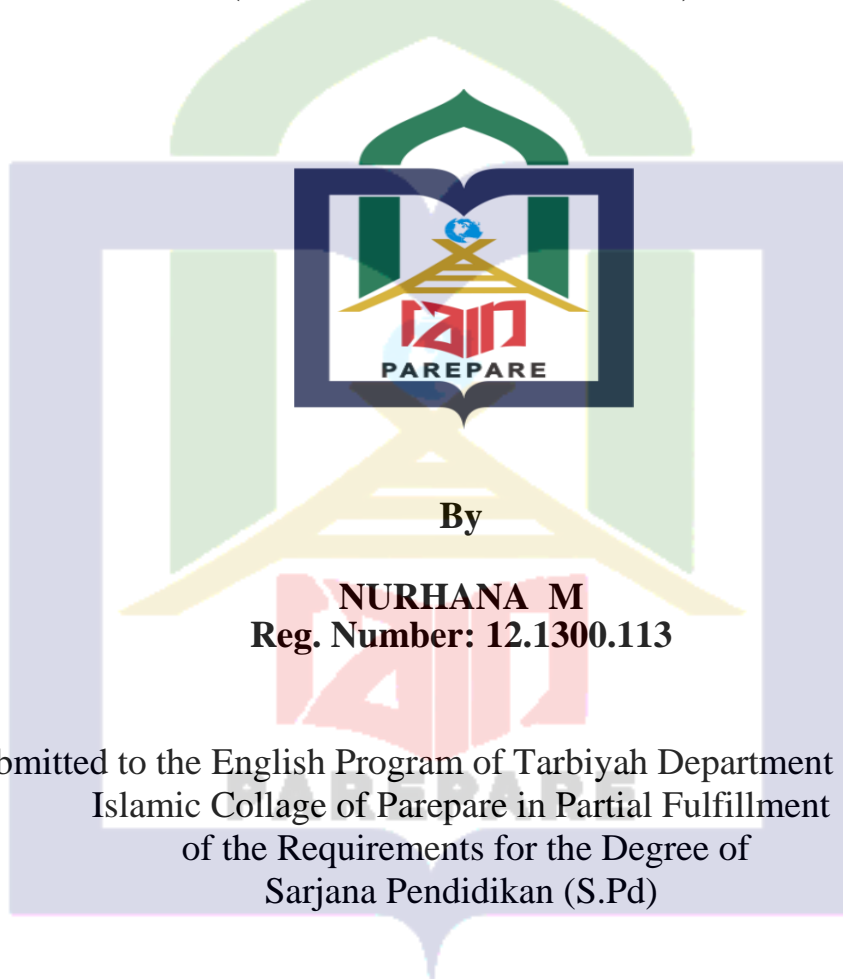 PAREPARE
By
NURHANA M
Reg. Number: 12.1300.113
to the English Program of Tarbiyah Department
Islamic Collage of Parepare in Partial Fulfillment
of the Requirements for the Degree of
Sarjana Pendidikan (S.Pd)